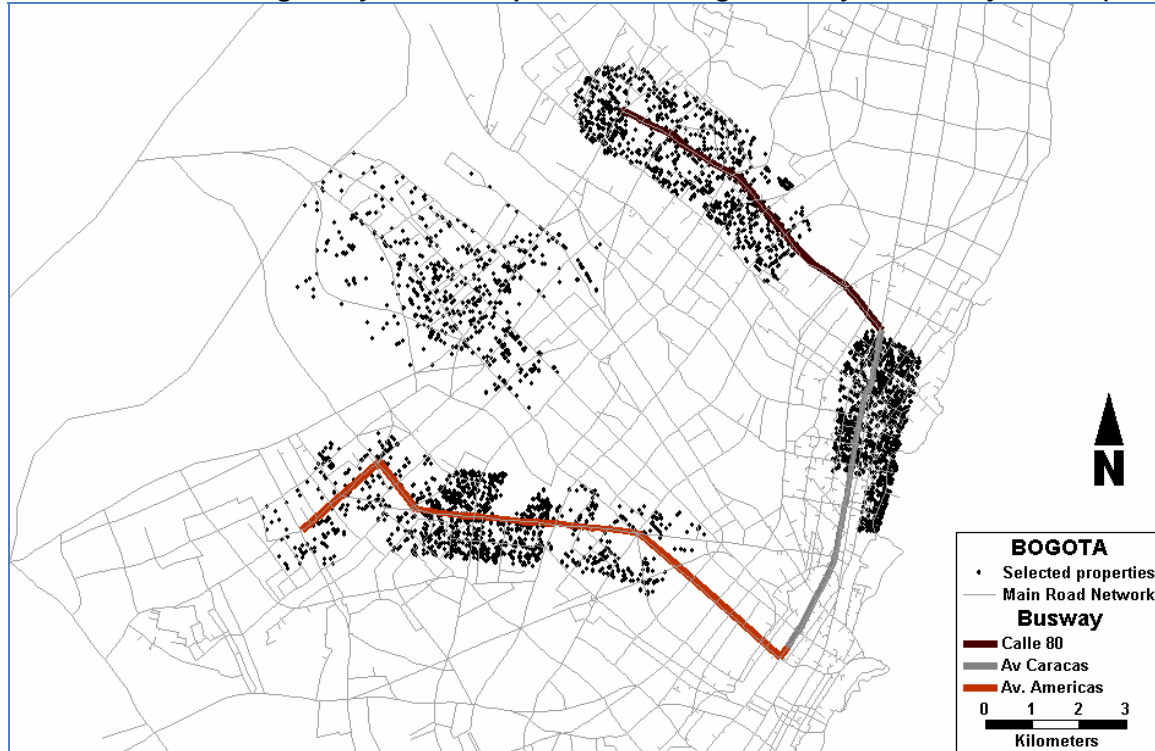 N
BOGOTA
Selected properties
Main Road Network
Busway
Calle 80
Av Caracas
Av. Americas
0 1 2 3
Kilometers